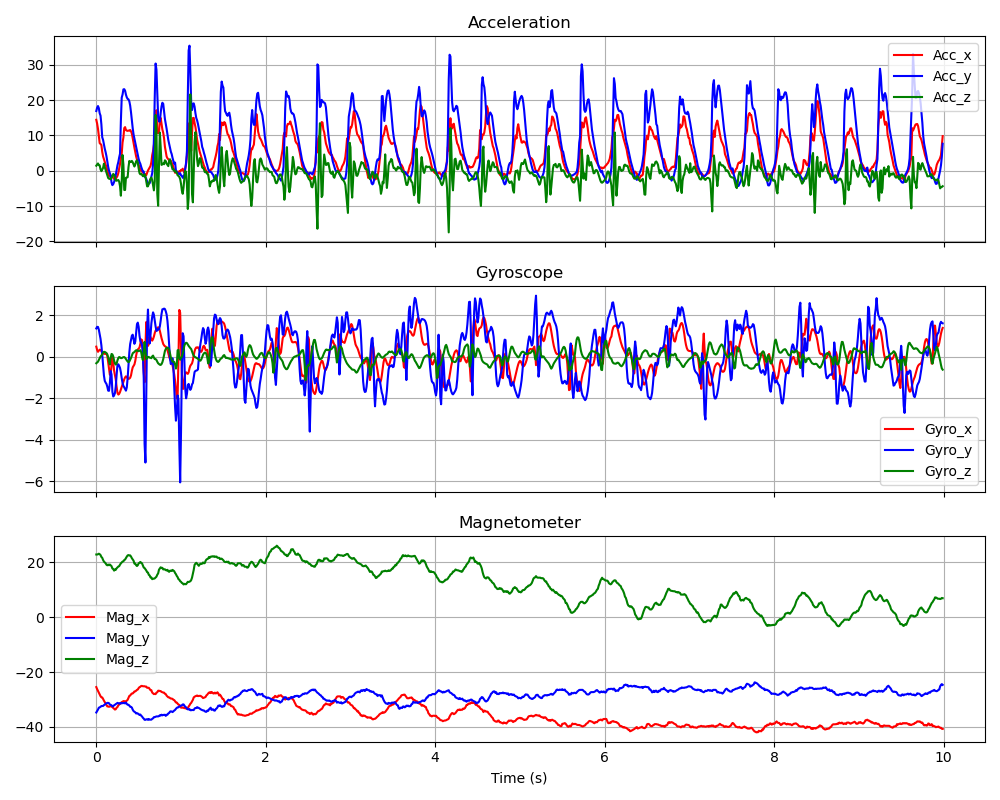 Acceleration
30
20
10
0
−10
−20
Acc_x
Acc_y
Acc_z
Gyroscope
2
0
−2
−4
−6
Gyro_x
Gyro_y
Gyro_z
Magnetometer
20
0
−20
−40
Mag_x
Mag_y
Mag_z
0 2 4 6 8 10
Time (s)